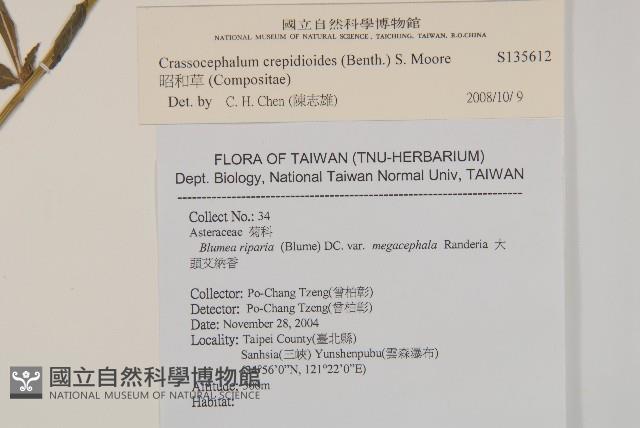 國立自然科學博物館
NATIONAL MUSEUM OF NATURAL SCIENCE, TAICHUNG, TAIWAN, R.O.CHINA
Crassocephalum crepidioides (Benth.) S. Moore S135612
昭和草 (Compositae)
Det. by C. H. Chen (陳志雄) 2008/10/ 9
FLORA OF TAIWAN (TNU-HERBARIUM)
Dept. Biology, National Taiwan Normal Univ, TAIWAN
Collect No.: 34
Asteraceae 菊科
Blumea riparia (Blume) DC. var. megacephala Randeria 大
頭艾納香
Collector: Po-Chang Tzeng(曾柏彰)
Detector: Po-Chang Tzeng(曾柏彰)
Date: November 28, 2004
Locality: Taipei County(臺北縣)
Sanhsia(三峽) Yunshenpubu(雲森瀑布)
(24°56'0"N, 121°22'0"E)
Altitude: 500m
Habitat:
國立自然科學博物館
NATIONAL MUSEUM OF NATURAL SCIENCE